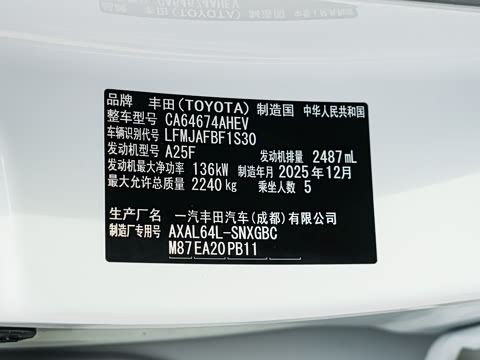 品牌 丰田(TOYOTA) 制造国 中华人民共和国
整车型号 CA64674AHEV
车辆识别代号 LFMJAFBF1S30
发动机型号 A25F 发动机排量 2487mL
发动机最大净功率 136kW 制造年月 2025年12月
最大允许总质量 2240kg 乘坐人数 5
生产厂名 一汽丰田汽车(成都)有限公司
制造厂专用号 AXAL64L-SNXGBC
M87EA20PB11